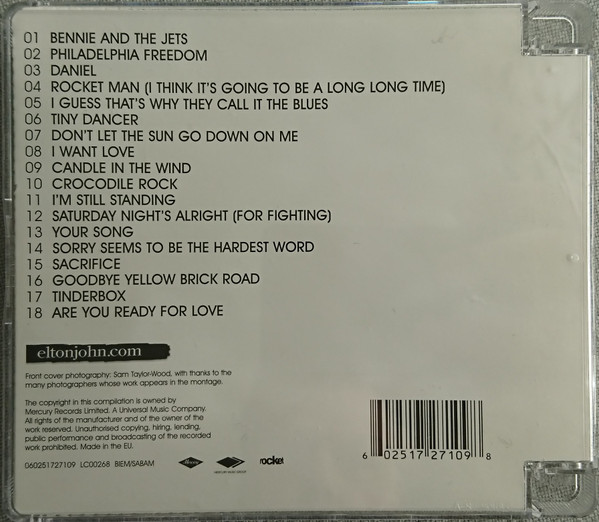 01 BENNIE AND THE JETS
02 PHILADELPHIA FREEDOM
03 DANIEL
04 ROCKET MAN (I THINK IT'S GOING TO BE A LONG LONG TIME)
05 I GUESS THAT'S WHY THEY CALL IT THE BLUES
06 TINY DANCER
07 DON'T LET THE SUN GO DOWN ON ME
08 I WANT LOVE
09 CANDLE IN THE WIND
10 CROCODILE ROCK
11 I'M STILL STANDING
12 SATURDAY NIGHT'S ALRIGHT (FOR FIGHTING)
13 YOUR SONG
14 SORRY SEEMS TO BE THE HARDEST WORD
15 SACRIFICE
16 GOODBYE YELLOW BRICK ROAD
17 TINDERBOX
18 ARE YOU READY FOR LOVE
eltonjohn.com
Front cover photography: Sam Taylor-Wood, with thanks to the
many photographers whose work appears in the montage.
The copyright in this compilation is owned by
Mercury Records Limited. A Universal Music Company.
All rights of the manufacturer and of the owner of the
work reserved. Unauthorised copying, hiring, lending,
public performance and broadcasting of the recorded
work prohibited. Made in the EU.
060251727109 LC00268 BIEM/SABAM
rocket
6 02517 27109 8